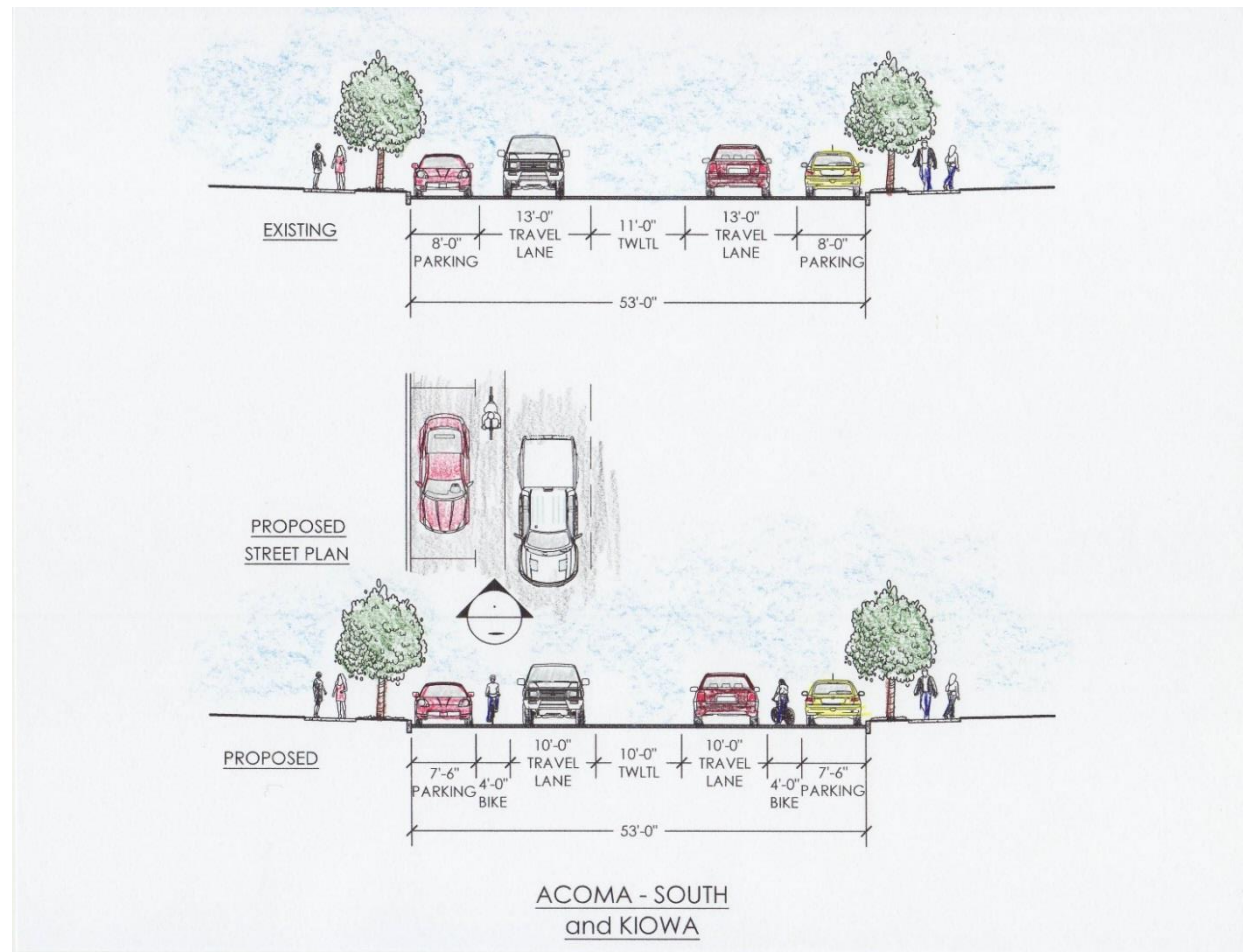 EXISTING
8'-0"
PARKING
13'-0"
TRAVEL
LANE
11'-0"
TWLTL
13'-0"
TRAVEL
LANE
8'-0"
PARKING
53'-0"
PROPOSED
STREET PLAN
PROPOSED
7'-6"
PARKING
4'-0"
BIKE
10'-0"
TRAVEL
LANE
10'-0"
TWLTL
10'-0"
TRAVEL
LANE
4'-0"
BIKE
7'-6"
PARKING
53'-0"
ACOMA - SOUTH
and KIOWA